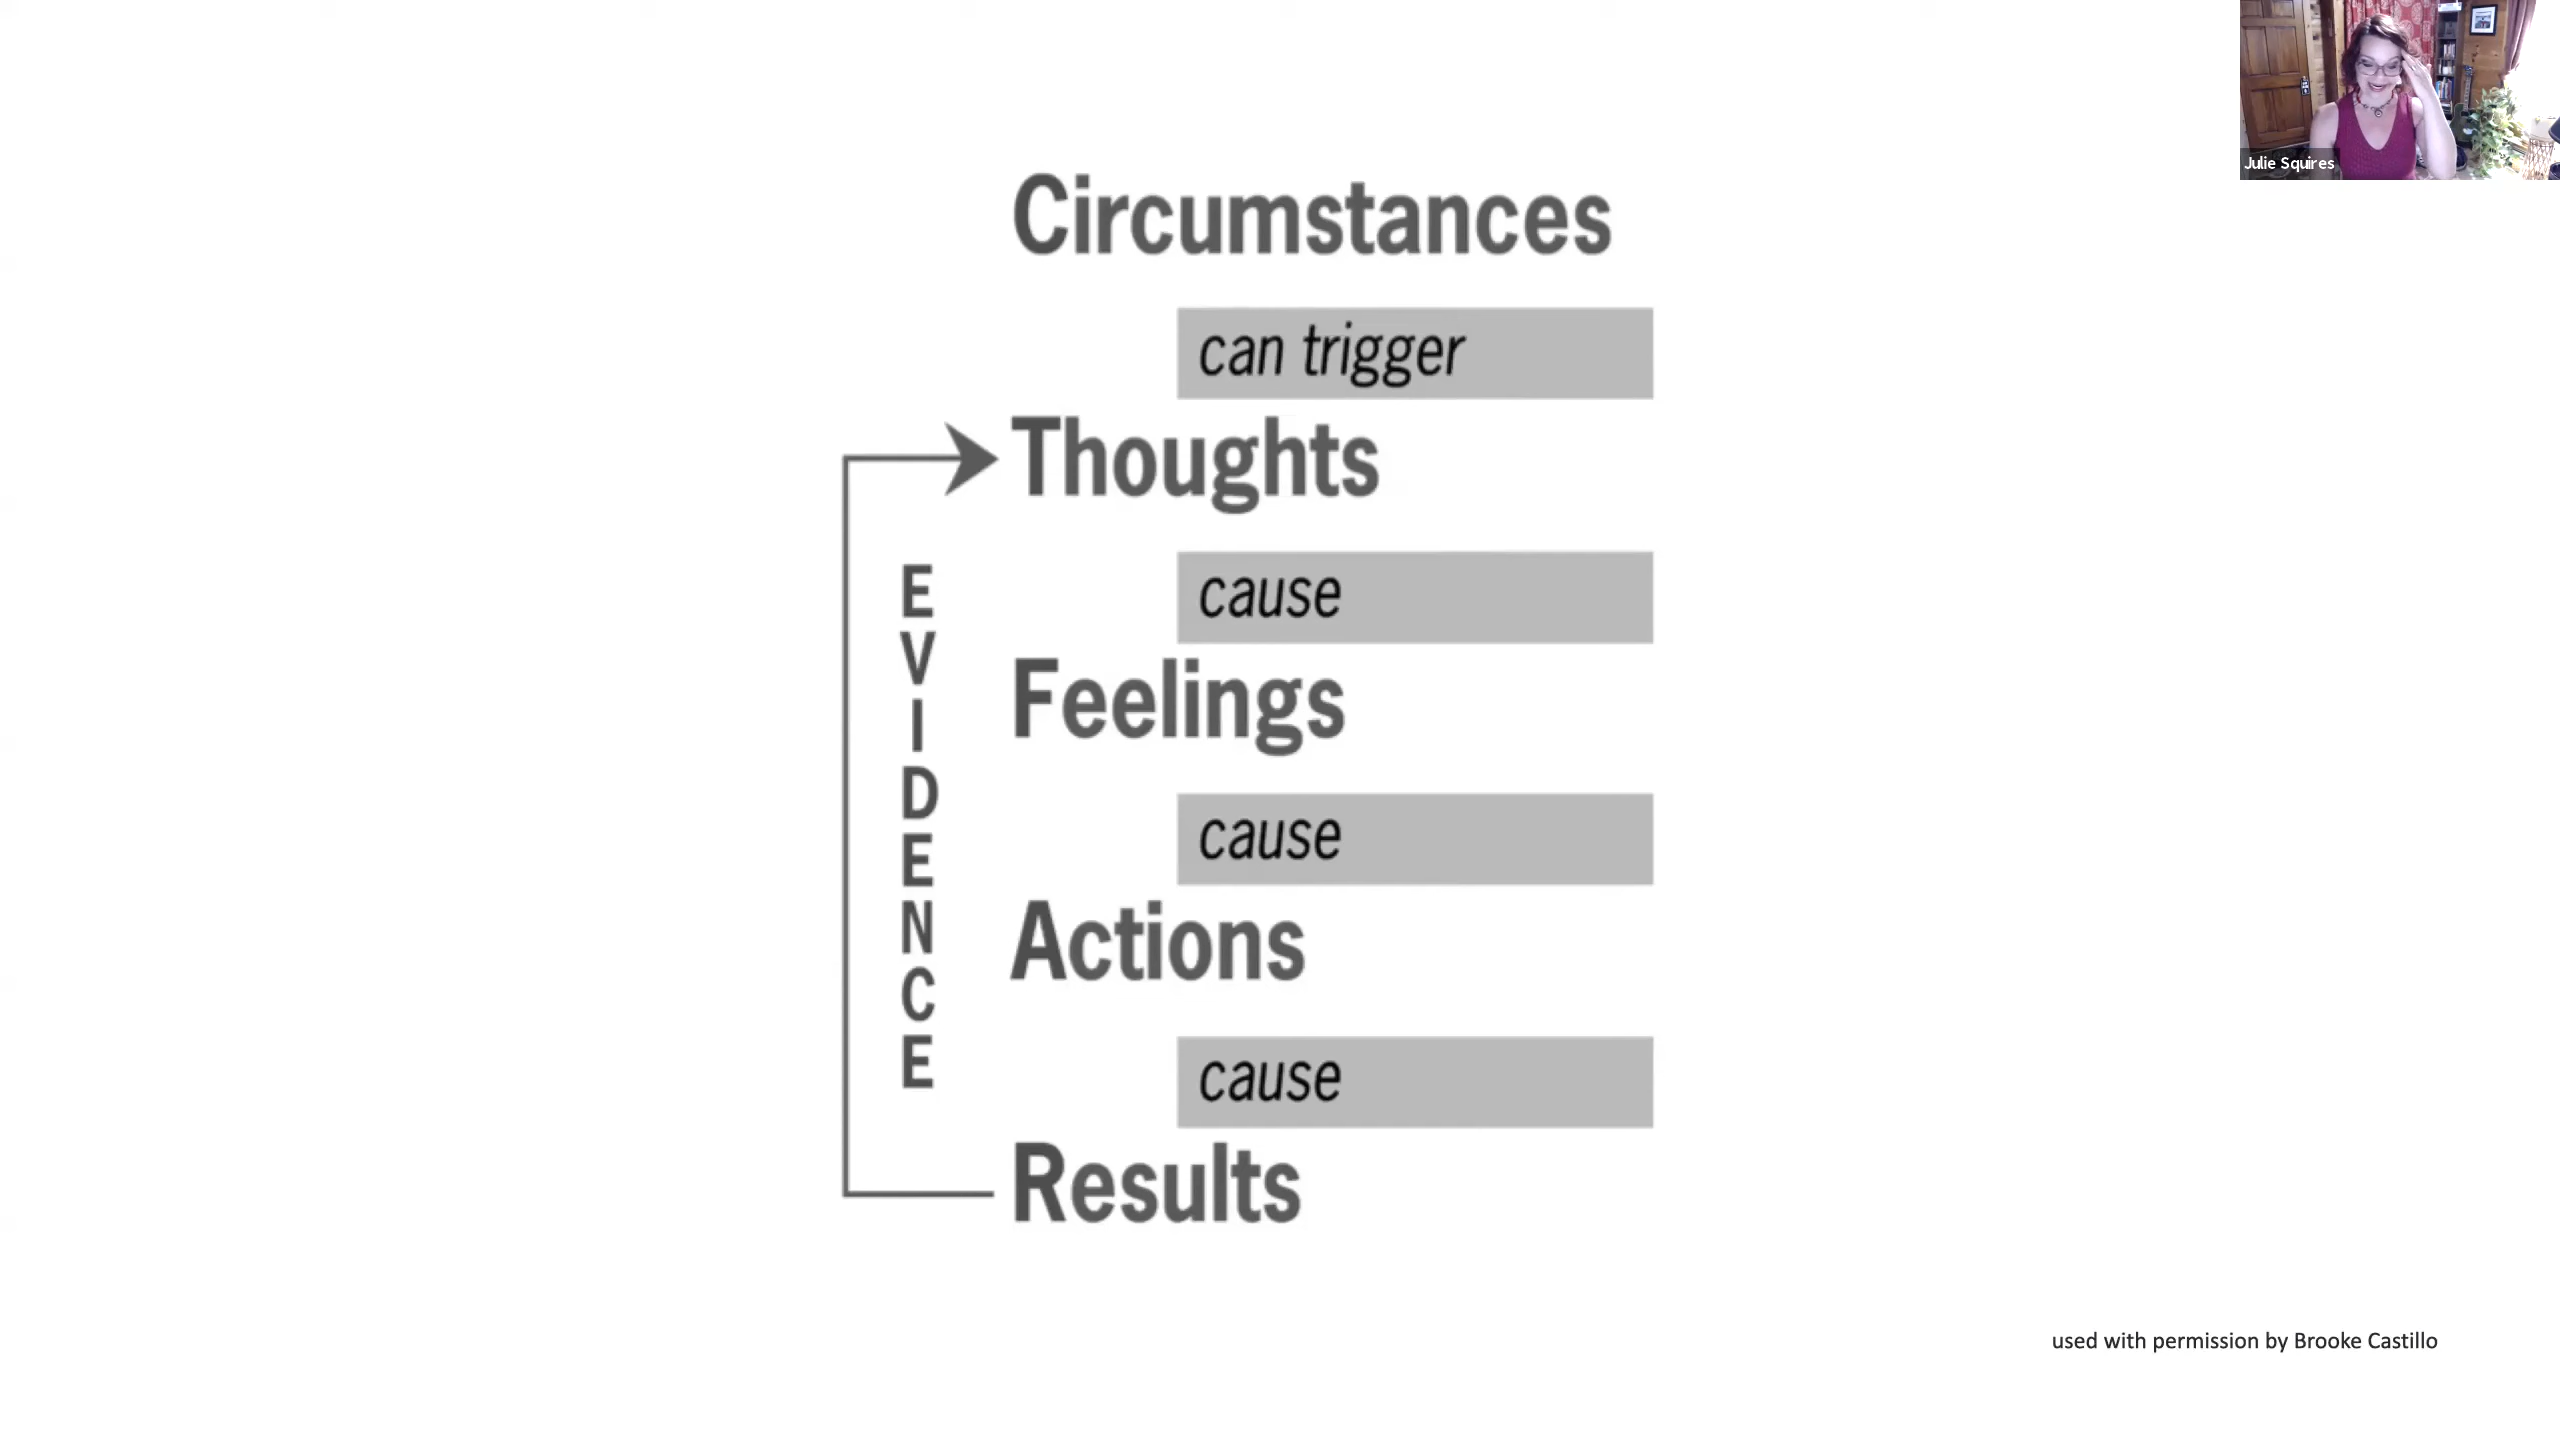 Julie Squires
Circumstances
can trigger
Thoughts
cause
Feelings
cause
Actions
cause
Results
EVIDENCE
used with permission by Brooke Castillo